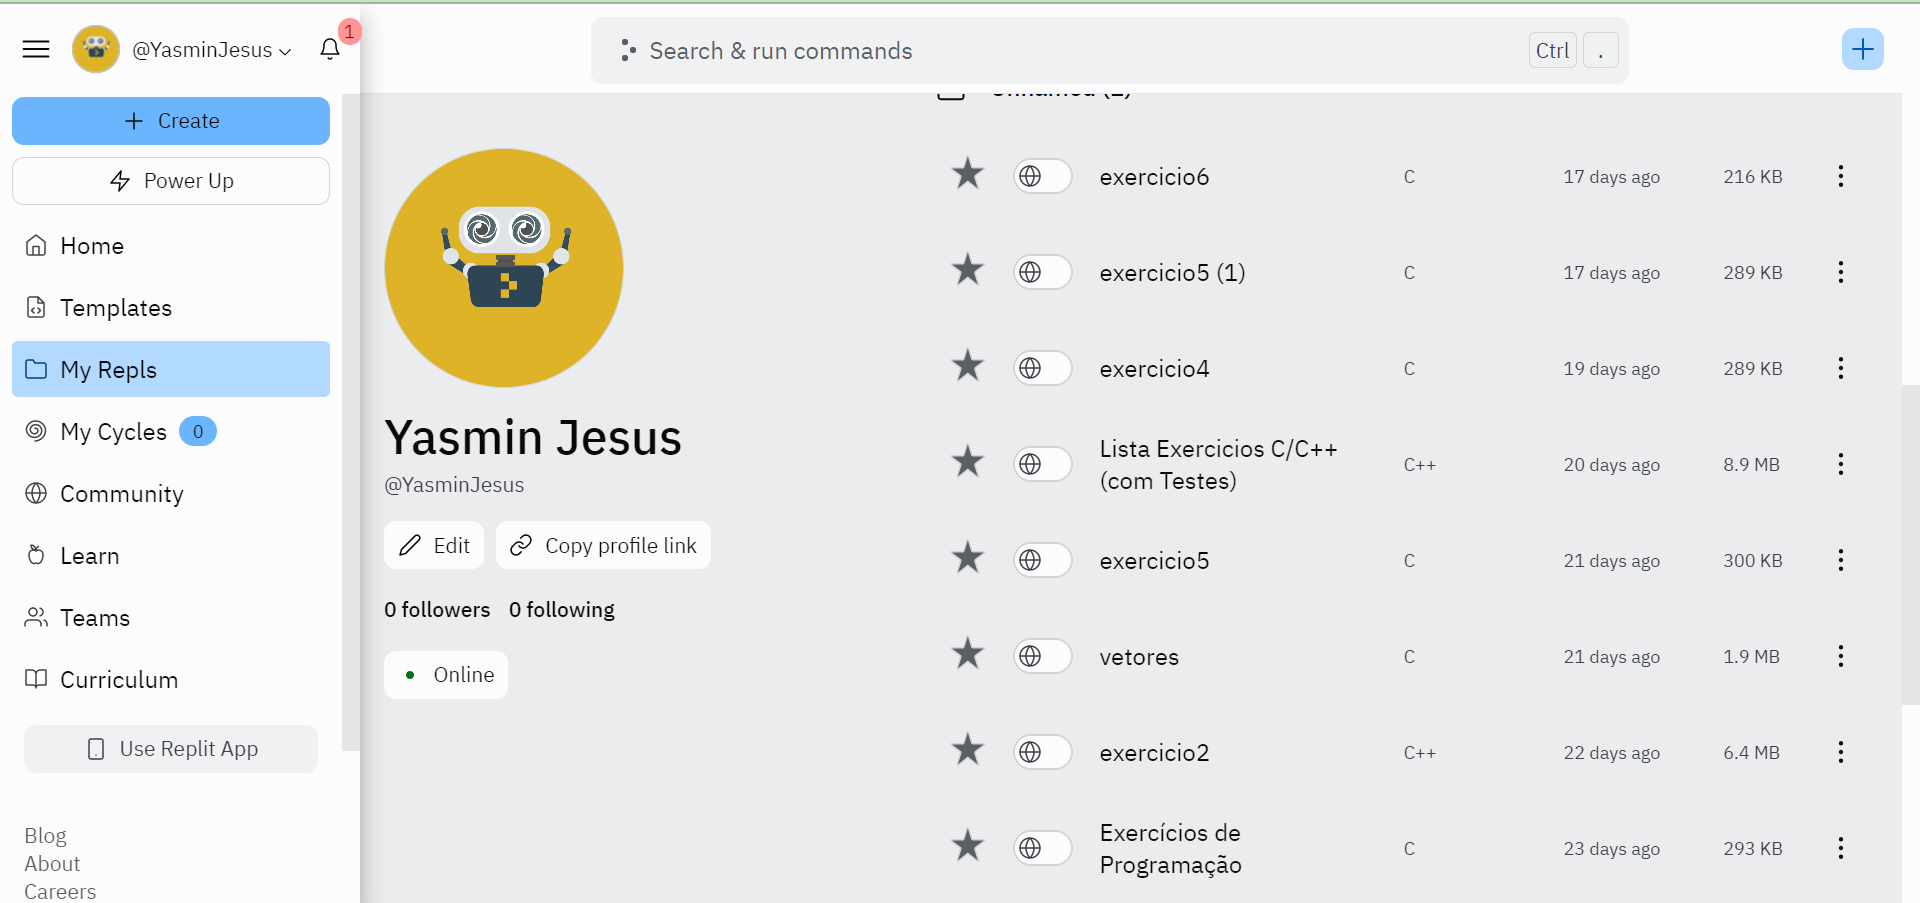 @YasminJesus
1
Search & run commands
Ctrl
.
Create
Power Up
Home
Templates
My Repls
My Cycles 0
Community
Learn
Teams
Curriculum
Use Replit App
Blog
About
Careers
Yasmin Jesus
@YasminJesus
Edit
Copy profile link
0 followers 0 following
Online
exercicio6 C 17 days ago 216 KB
exercicio5 (1) C 17 days ago 289 KB
exercicio4 C 19 days ago 289 KB
Lista Exercicios C/C++
(com Testes) C++ 20 days ago 8.9 MB
exercicio5 C 21 days ago 300 KB
vetores C 21 days ago 1.9 MB
exercicio2 C++ 22 days ago 6.4 MB
Exercícios de
Programação C 23 days ago 293 KB